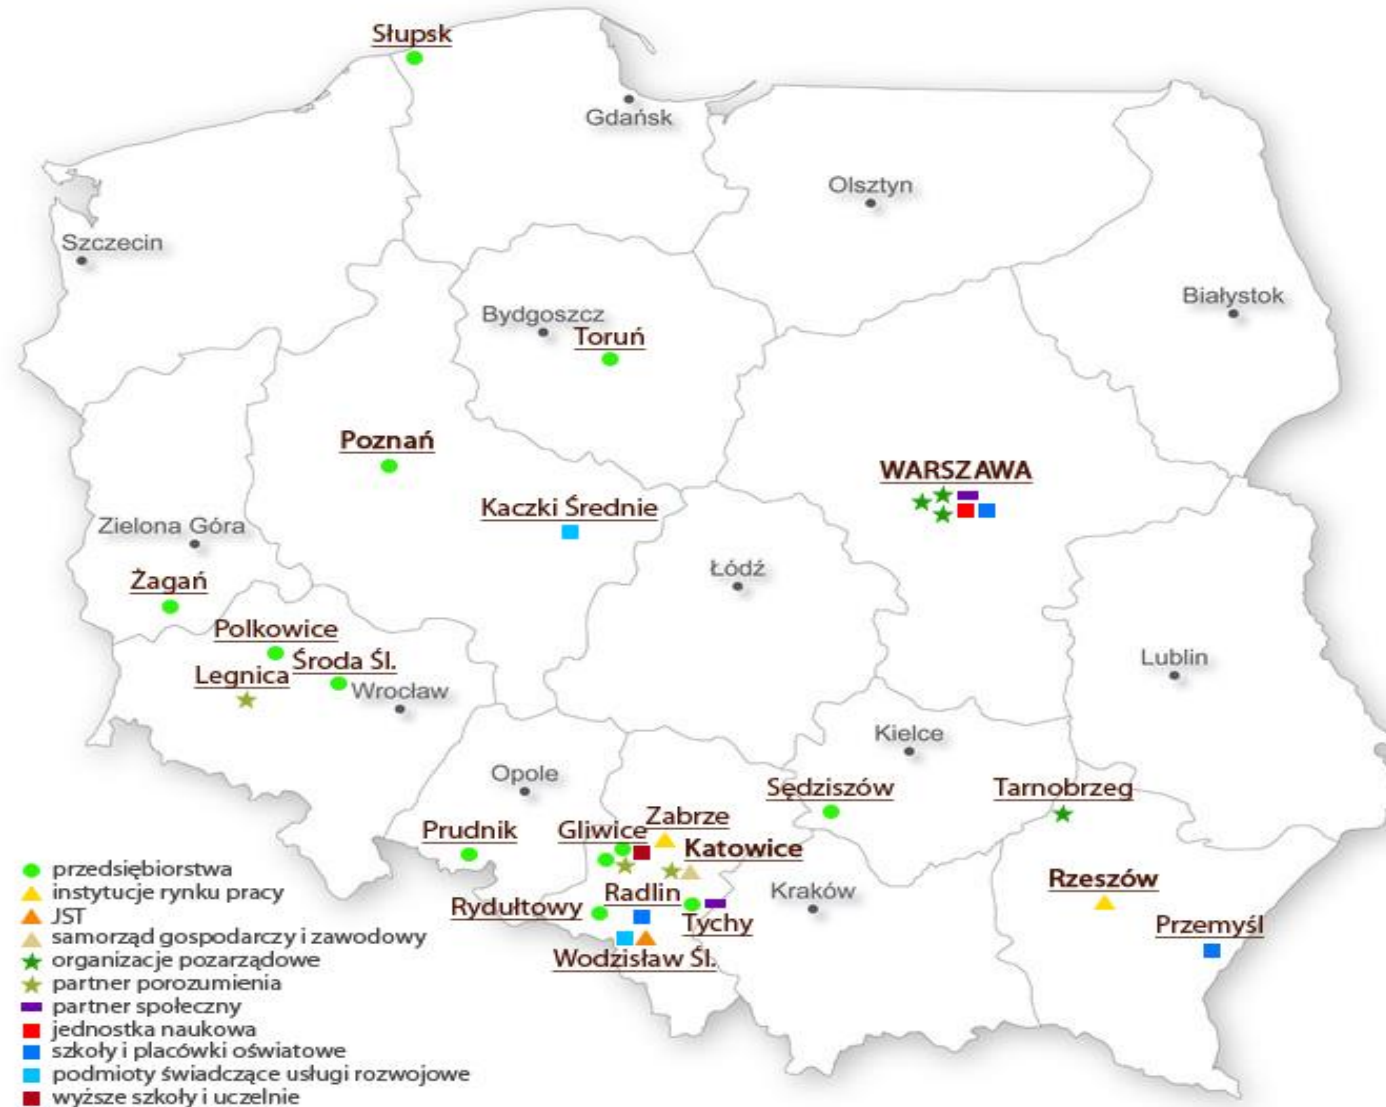 Słupsk
Gdańsk
Olsztyn
Szczecin
Białystok
Bydgoszcz
Toruń
Poznań
WARSZAWA
Kaczki Średnie
Zielona Góra
Łódź
Żagań
Polkowice
Środa Śl.
Lublin
Legnica
Wrocław
Kielce
Opole
Sędziszów
Tarnobrzeg
Zabrze
Prudnik
Gliwice
Katowice
Rzeszów
Kraków
Radlin
Rydułtowy
Tychy
Przemyśl
Wodzisław Śl.
przedsiębiorstwa
instytucje rynku pracy
JST
samorząd gospodarczy i zawodowy
organizacje pozarządowe
partner porozumienia
partner społeczny
jednostka naukowa
szkoły i placówki oświatowe
podmioty świadczące usługi rozwojowe
wyższe szkoły i uczelnie